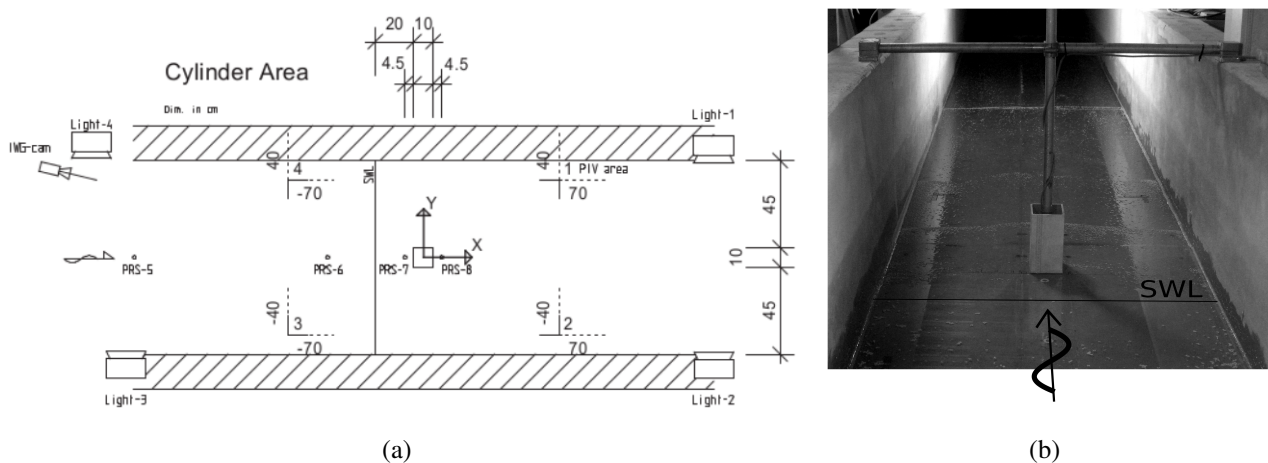 20 10
4.5 4.5
Cylinder Area
Dim. in cm
Light-4
Light-1
IWG-cam
40
4
-70
SWL
40
1 PIV area
70
45
Y
X
10
PRS-5
PRS-6
PRS-7
PRS-8
-40
3
-70
-40
2
70
45
Light-3
Light-2
SWL
(a)
(b)